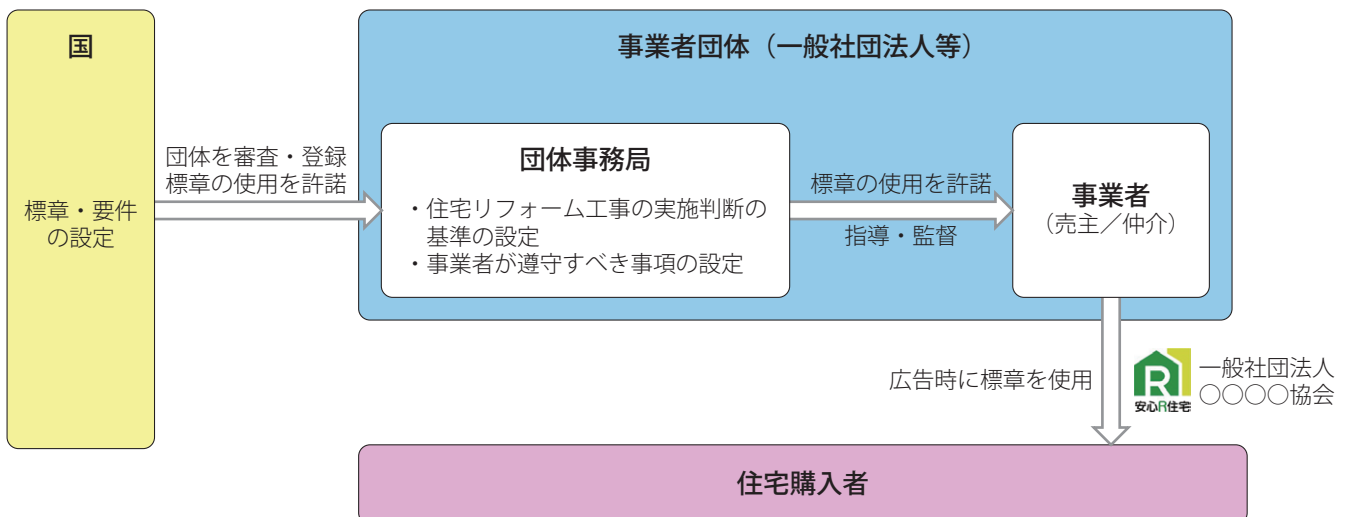 国
標章・要件
の設定
団体を審査・登録
標章の使用を許諾
事業者団体（一般社団法人等）
団体事務局
・住宅リフォーム工事の実施判断の
基準の設定
・事業者が遵守すべき事項の設定
標章の使用を許諾
指導・監督
事業者
（売主／仲介）
広告時に標章を使用
R
安心R住宅
一般社団法人
〇〇〇〇協会
住宅購入者